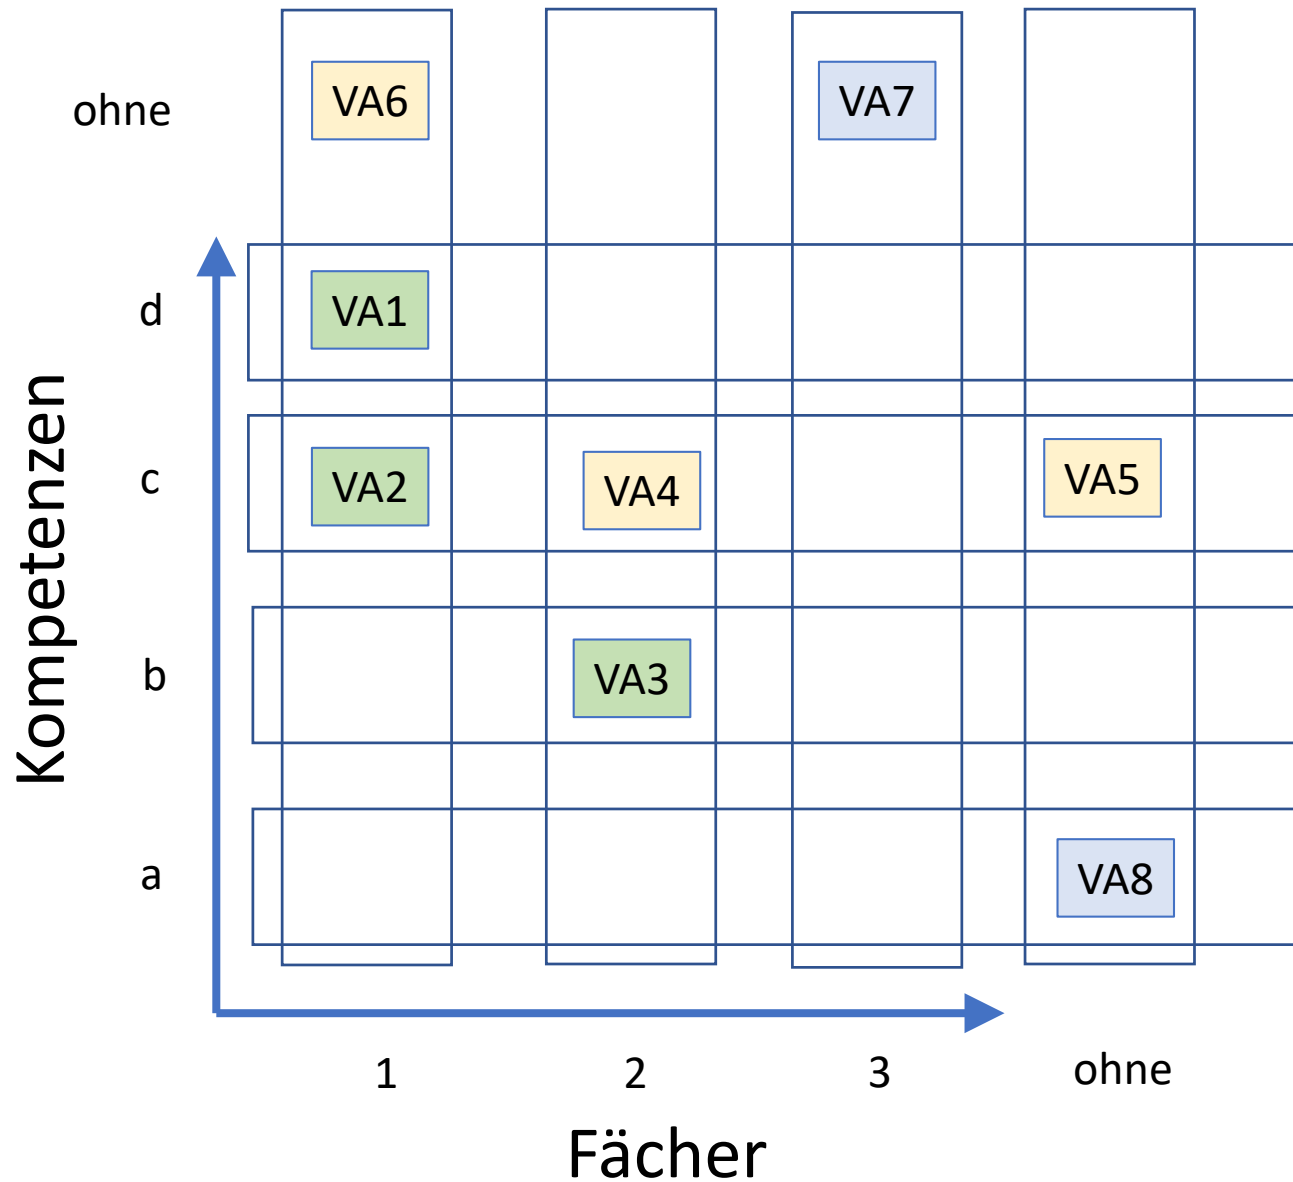 ohne
VA6
VA7
d
VA1
c
VA2
VA4
VA5
b
VA3
a
VA8
Kompetenzen
1
2
3
ohne
Fächer